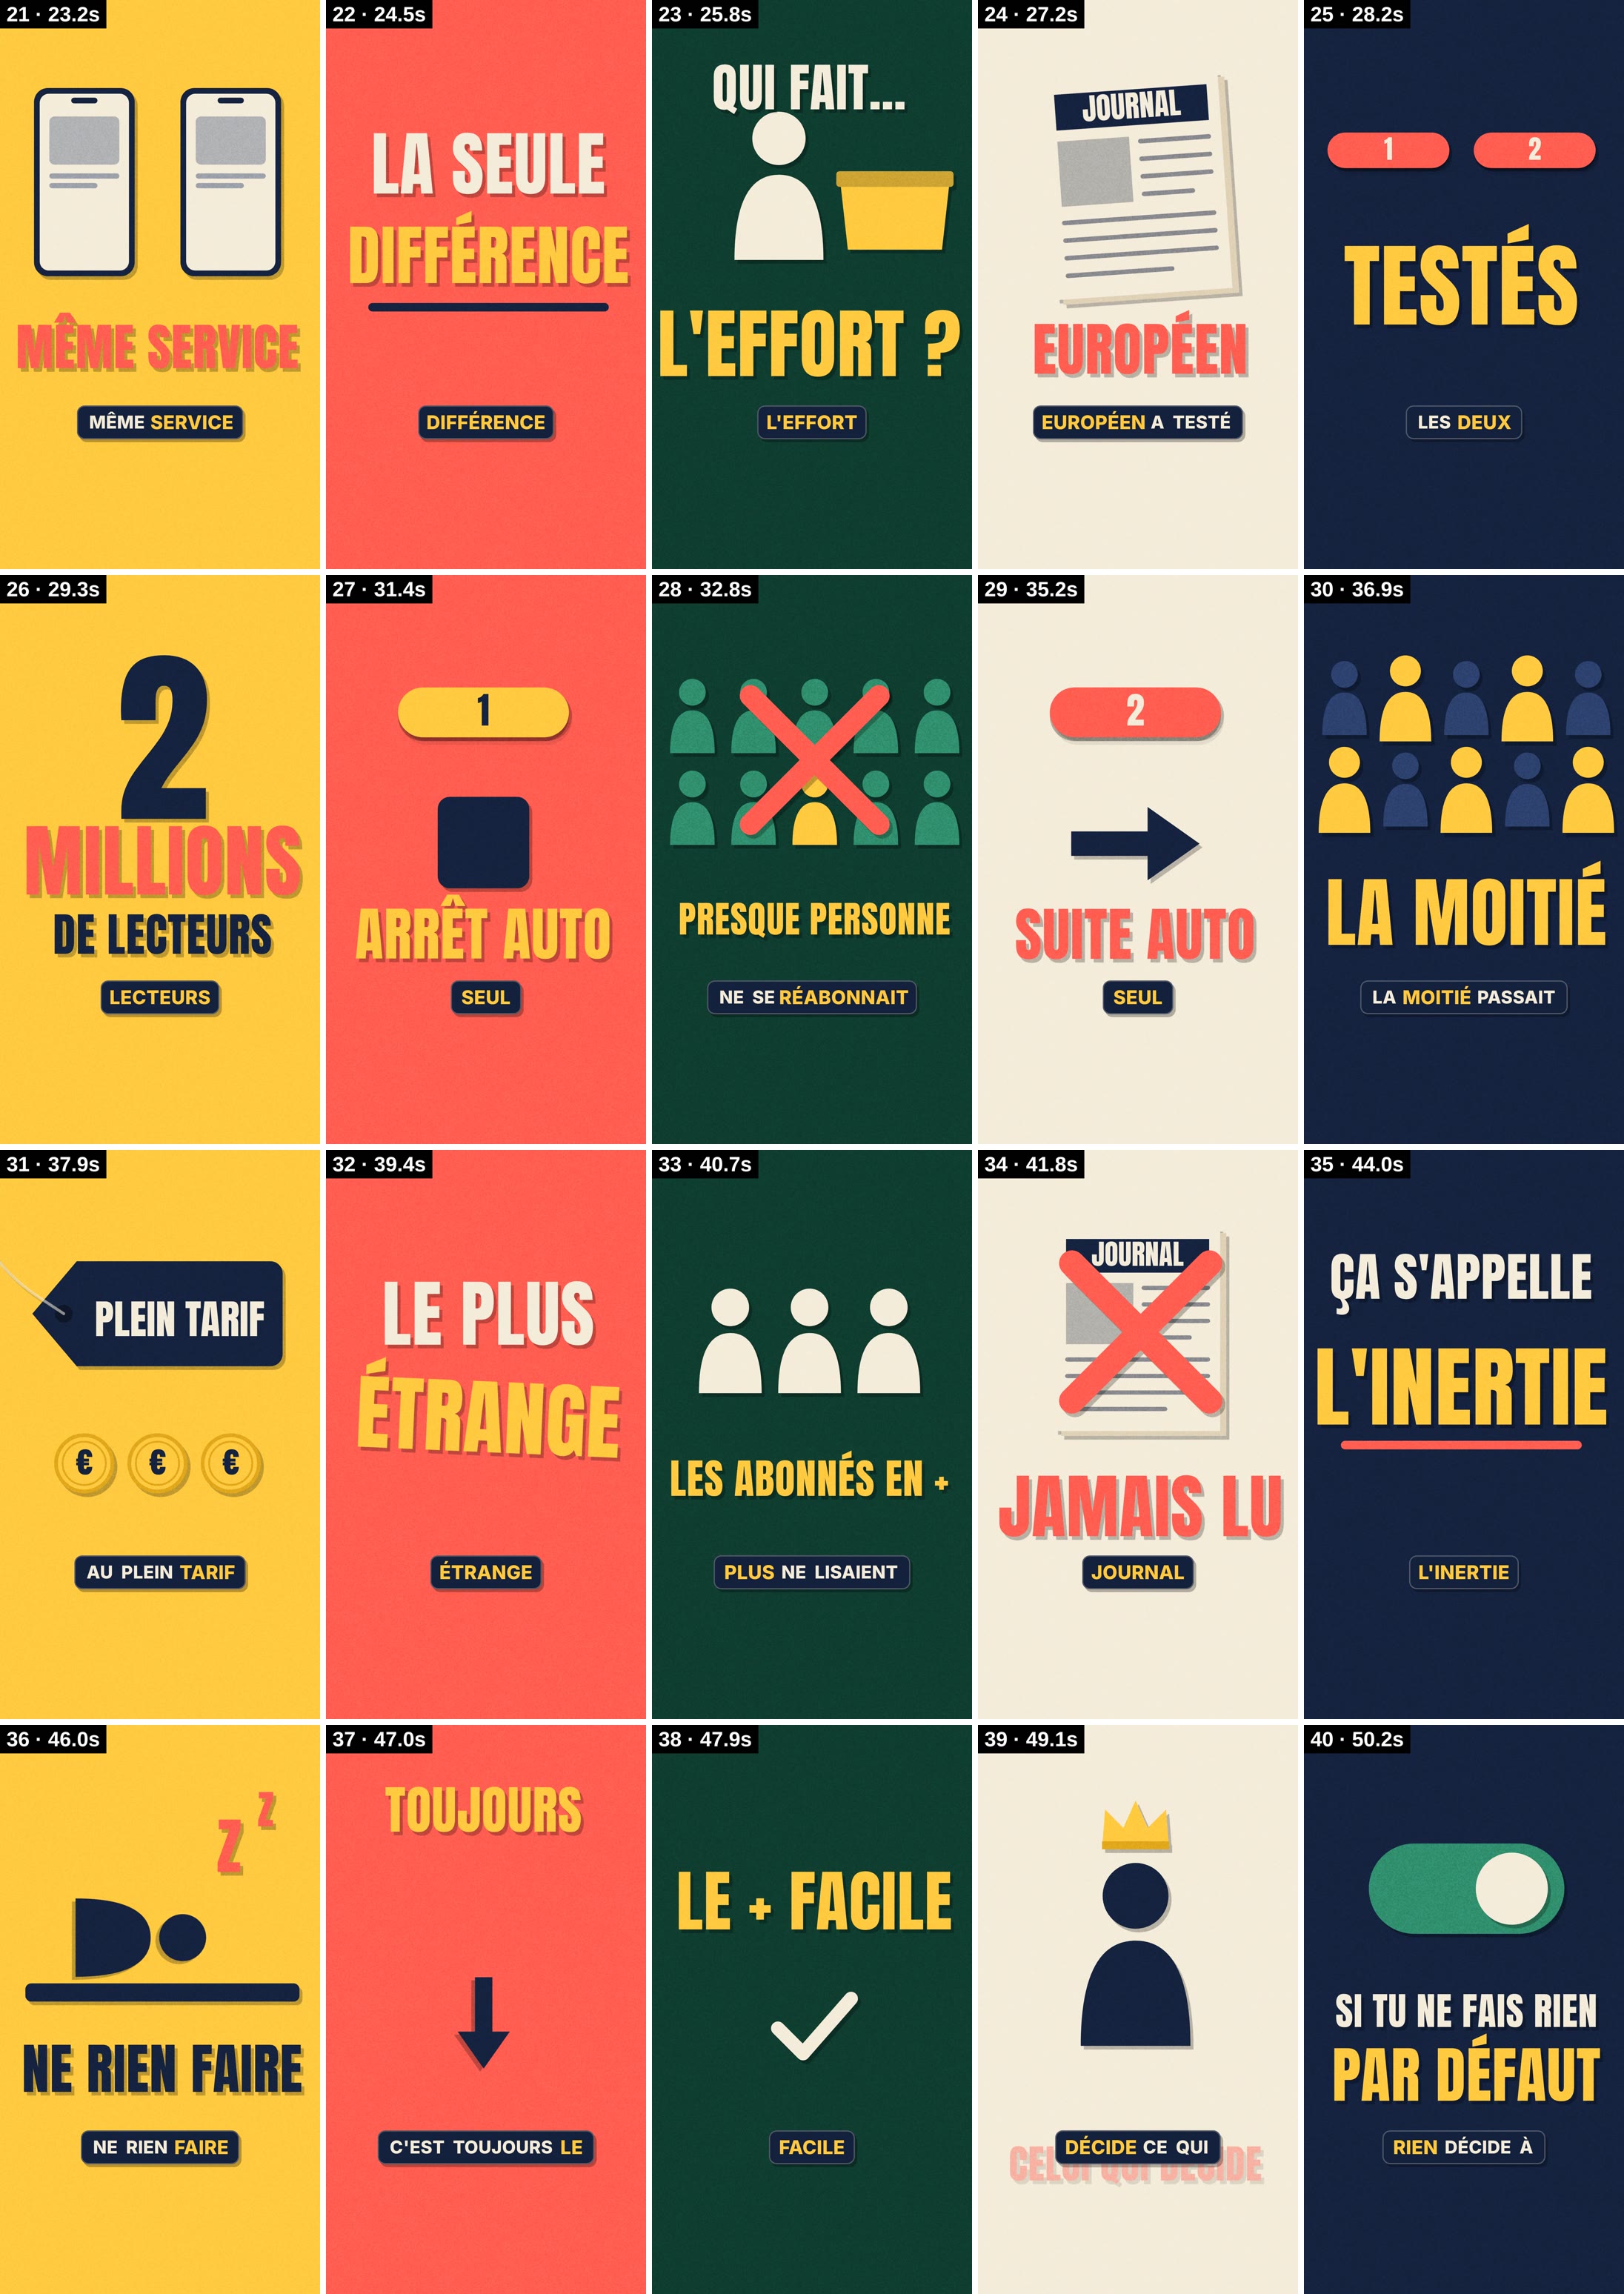 21 · 23.2s
MÊME SERVICE
MÊME SERVICE
22 · 24.5s
LA SEULE
DIFFÉRENCE
DIFFÉRENCE
23 · 25.8s
QUI FAIT...
L'EFFORT ?
L'EFFORT
24 · 27.2s
JOURNAL
EUROPÉEN
EUROPÉEN A TESTÉ
25 · 28.2s
1
2
TESTÉS
LES DEUX
26 · 29.3s
2
MILLIONS
DE LECTEURS
LECTEURS
27 · 31.4s
1
ARRÊT AUTO
SEUL
28 · 32.8s
PRESQUE PERSONNE
NE SE RÉABONNAIT
29 · 35.2s
2
SUITE AUTO
SEUL
30 · 36.9s
LA MOITIÉ
LA MOITIÉ PASSAIT
31 · 37.9s
PLEIN TARIF
€ € €
AU PLEIN TARIF
32 · 39.4s
LE PLUS
ÉTRANGE
ÉTRANGE
33 · 40.7s
LES ABONNÉS EN +
PLUS NE LISAIENT
34 · 41.8s
JOURNAL
JAMAIS LU
JOURNAL
35 · 44.0s
ÇA S'APPELLE
L'INERTIE
L'INERTIE
36 · 46.0s
Z
Z
NE RIEN FAIRE
NE RIEN FAIRE
37 · 47.0s
TOUJOURS
C'EST TOUJOURS LE
38 · 47.9s
LE + FACILE
FACILE
39 · 49.1s
DÉCIDE CE QUI
CELUI QUI DÉCIDE
40 · 50.2s
SI TU NE FAIS RIEN
PAR DÉFAUT
RIEN DÉCIDE À